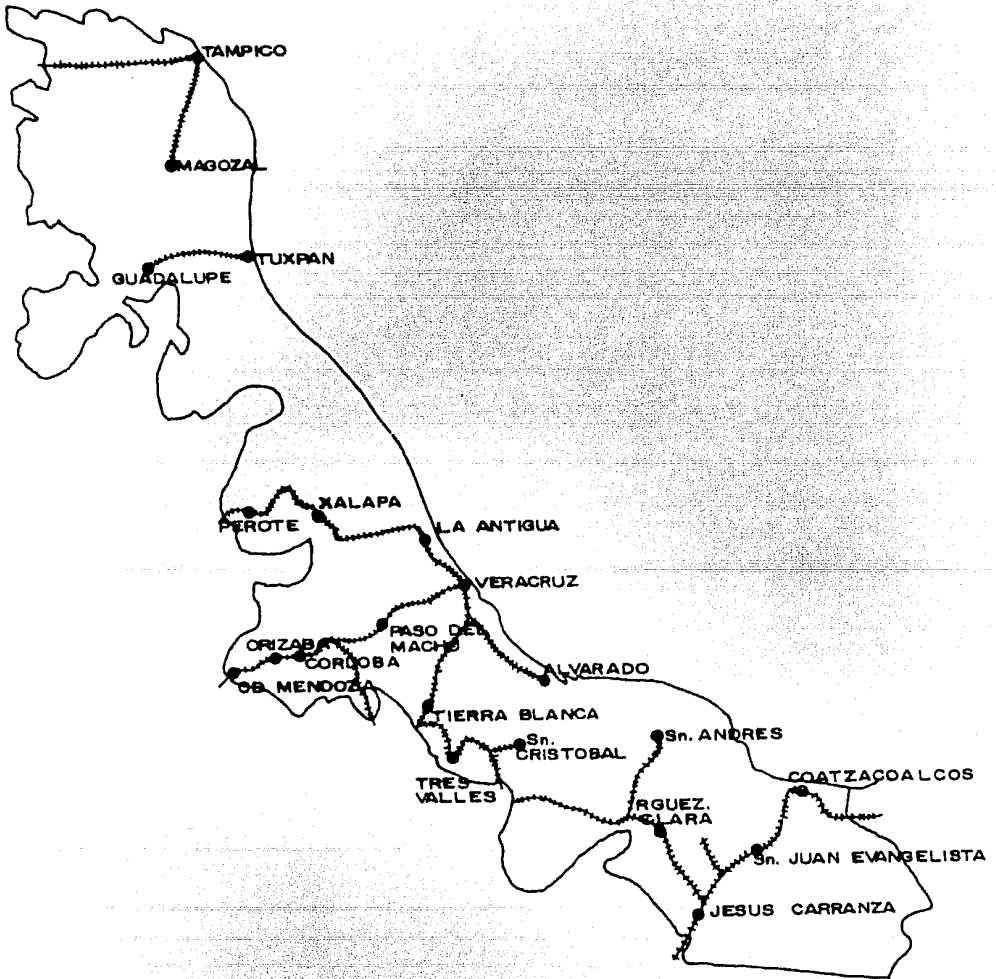 TAMPICO
MAGOZAL
TUXPAN
GUADALUPE
XALAPA
PEROTE
LA ANTIGUA
VERACRUZ
PASO DEL
MACHO
ORIZABA
CORDOBA
CD. MENDOZA
ALVARADO
TIERRA BLANCA
Sn.
CRISTOBAL
Sn. ANDRES
TRES
VALLES
COATZACOALCOS
RGUEZ.
CLARA
Sn. JUAN EVANGELISTA
JESUS CARRANZA